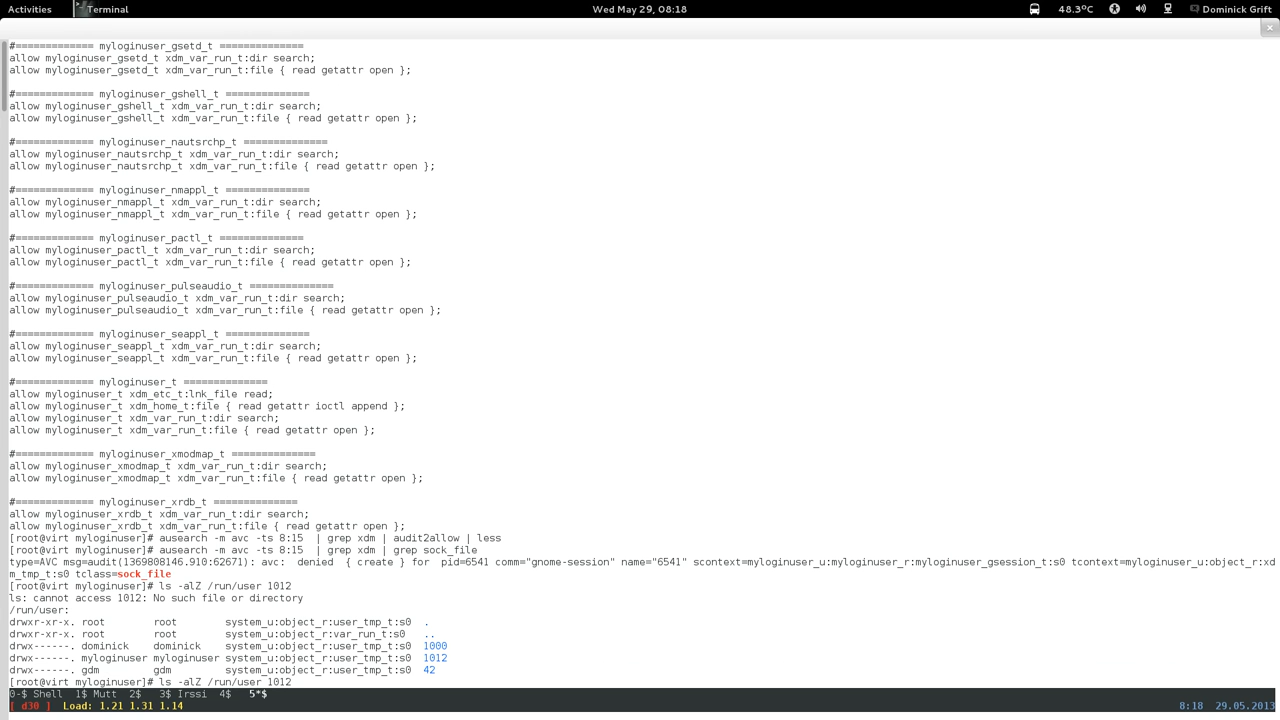 Activities Terminal Wed May 29, 08:18 48.3°C Dominick Grift
#============= myloginuser_gsetd_t ==============
allow myloginuser_gsetd_t xdm_var_run_t:dir search;
allow myloginuser_gsetd_t xdm_var_run_t:file { read getattr open };
#============= myloginuser_gshell_t ==============
allow myloginuser_gshell_t xdm_var_run_t:dir search;
allow myloginuser_gshell_t xdm_var_run_t:file { read getattr open };
#============= myloginuser_nautsrchp_t ==============
allow myloginuser_nautsrchp_t xdm_var_run_t:dir search;
allow myloginuser_nautsrchp_t xdm_var_run_t:file { read getattr open };
#============= myloginuser_nmappl_t ==============
allow myloginuser_nmappl_t xdm_var_run_t:dir search;
allow myloginuser_nmappl_t xdm_var_run_t:file { read getattr open };
#============= myloginuser_pactl_t ==============
allow myloginuser_pactl_t xdm_var_run_t:dir search;
allow myloginuser_pactl_t xdm_var_run_t:file { read getattr open };
#============= myloginuser_pulseaudio_t ==============
allow myloginuser_pulseaudio_t xdm_var_run_t:dir search;
allow myloginuser_pulseaudio_t xdm_var_run_t:file { read getattr open };
#============= myloginuser_seappl_t ==============
allow myloginuser_seappl_t xdm_var_run_t:dir search;
allow myloginuser_seappl_t xdm_var_run_t:file { read getattr open };
#============= myloginuser_t ==============
allow myloginuser_t xdm_etc_t:lnk_file read;
allow myloginuser_t xdm_home_t:file { read getattr ioctl append };
allow myloginuser_t xdm_var_run_t:dir search;
allow myloginuser_t xdm_var_run_t:file { read getattr open };
#============= myloginuser_xmodmap_t ==============
allow myloginuser_xmodmap_t xdm_var_run_t:dir search;
allow myloginuser_xmodmap_t xdm_var_run_t:file { read getattr open };
#============= myloginuser_xrdb_t ==============
allow myloginuser_xrdb_t xdm_var_run_t:dir search;
allow myloginuser_xrdb_t xdm_var_run_t:file { read getattr open };
[root@virt myloginuser]# ausearch -m avc -ts 8:15  | grep xdm | audit2allow | less
[root@virt myloginuser]# ausearch -m avc -ts 8:15  | grep xdm | grep sock_file
type=AVC msg=audit(1369808146.910:62671): avc:  denied  { create } for  pid=6541 comm="gnome-session" name="6541" scontext=myloginuser_u:myloginuser_r:myloginuser_gsession_t:s0 tcontext=myloginuser_u:object_r:xd
m_tmp_t:s0 tclass=sock_file
[root@virt myloginuser]# ls -alZ /run/user 1012
ls: cannot access 1012: No such file or directory
/run/user:
drwxr-xr-x. root        root        system_u:object_r:user_tmp_t:s0  .
drwxr-xr-x. root        root        system_u:object_r:var_run_t:s0   ..
drwx------. dominick    dominick    system_u:object_r:user_tmp_t:s0  1000
drwx------. myloginuser myloginuser system_u:object_r:user_tmp_t:s0  1012
drwx------. gdm         gdm         system_u:object_r:user_tmp_t:s0  42
[root@virt myloginuser]# ls -alZ /run/user 1012
0-$ Shell  1$ Mutt  2$   3$ Irssi  4$   5*$
[ d30 ]  Load: 1.21 1.31 1.14 8:18  29.05.2013